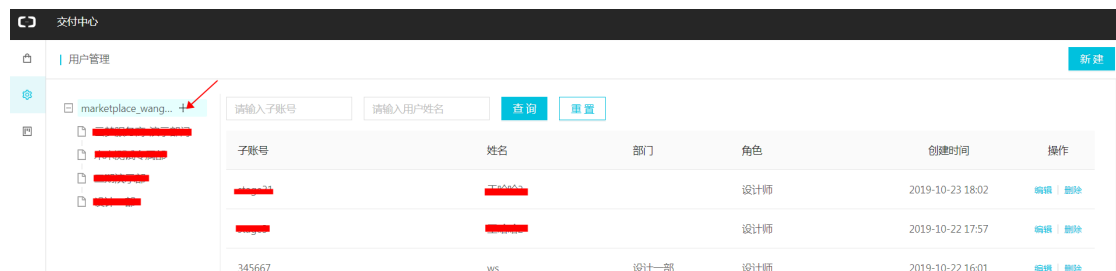 交付中心
用户管理
新建
marketplace_wang... +
请输入子账号 请输入用户姓名 查询 重置
子账号 姓名 部门 角色 创建时间 操作
设计师 2019-10-23 18:02 编辑 删除
设计师 2019-10-22 17:57 编辑 删除
345667 ws 设计一部 设计师 2019-10-22 16:01 编辑 删除